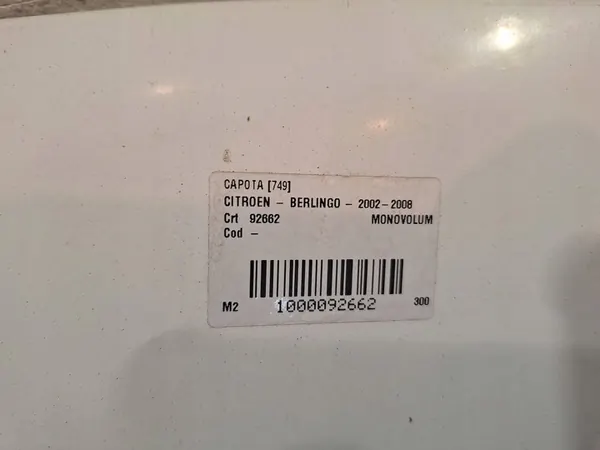 CAPOTA [749]
CITROEN - BERLINGO - 2002-2008
Crt 92662 MONOVOLUM
Cod -
M2 1000092662 300